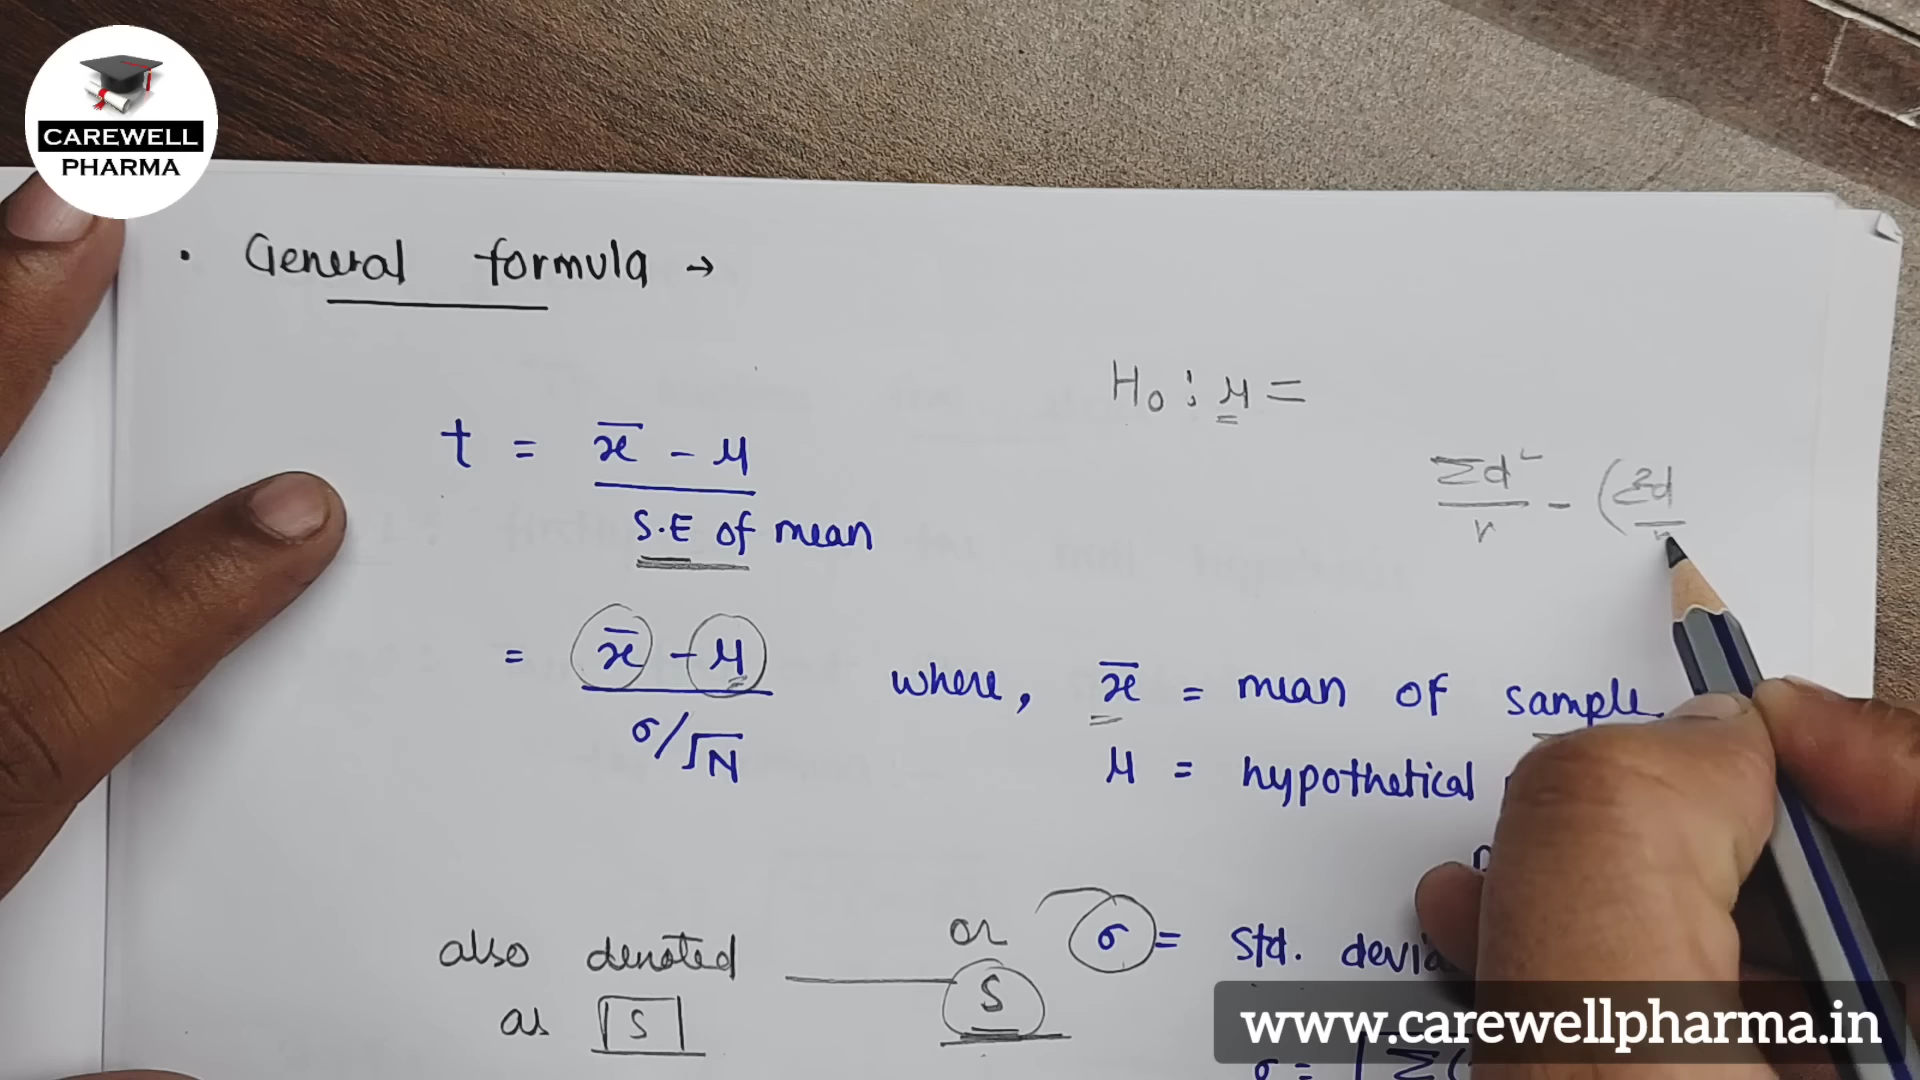 CAREWELL
PHARMA
• General formula →
H₀ : μ =
t = x̄ - μ
S.E of mean
Σd²
- (Σd
= x̄ - μ
σ/√N
where, x̄ = mean of sample
μ = hypothetical
also denoted
as S
or σ = Std.
S
www.carewellpharma.in
σ = √Σ(